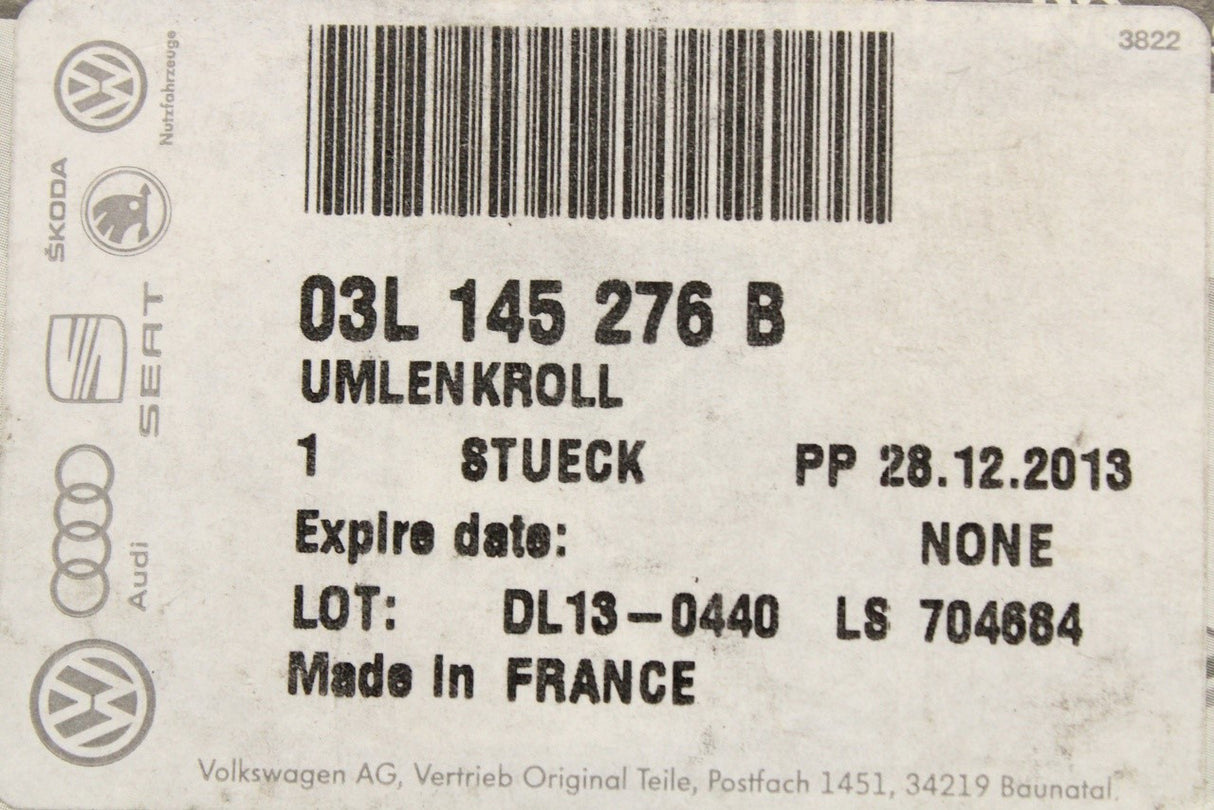 3822
Nutzfahrzeuge
ŠKODA
SEAT
Audi
03L 145 276 B
UMLENKROLL
1 STUECK PP 28.12.2013
Expire date: NONE
LOT: DL13-0440 LS 704684
Made in FRANCE
Volkswagen AG, Vertrieb Original Teile, Postfach 1451, 34219 Baunatal.